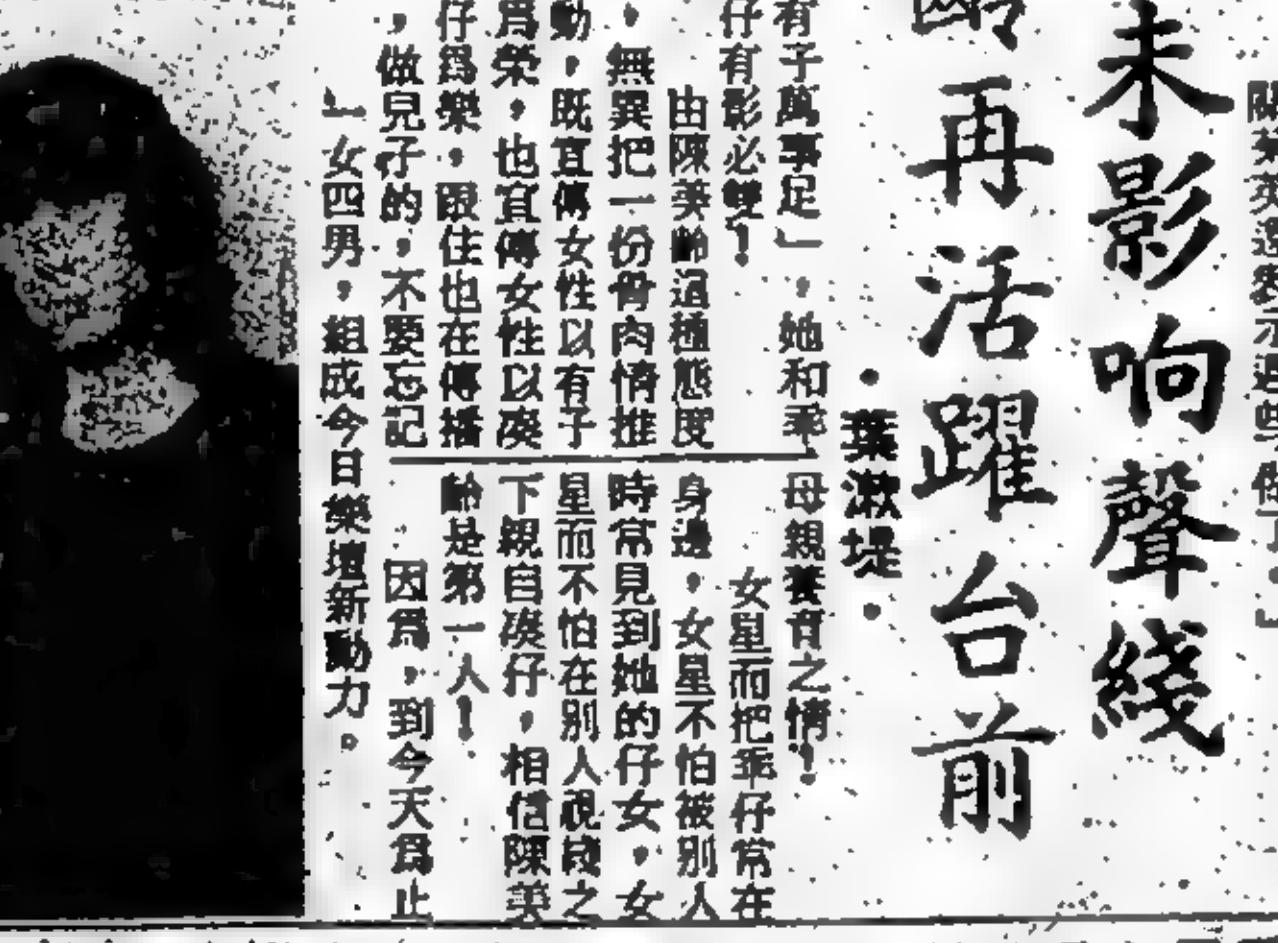 未影响聲綫
再活躍台前
·葉漱堤·
有子萬事足」，她和乖
仔有影必雙！
由陳美齡這種態度
，無異把一份骨肉情推
動，既宜傳女性以有子
爲榮，也宜傳女性以湊
仔爲樂。跟住也在傳播
，做兒子的，不要忘記
母親養育之情！
女星而把乖仔常在
身邊，女星不怕被別人
時常見到她的仔女，女
星而不怕在別人視綫之
下親自湊仔，相信陳美
齡是第一人！
因爲，到今天爲止
」女四男，組成今日樂壇新動力。